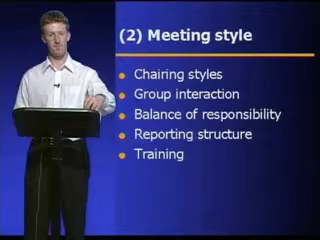 (2) Meeting style
Chairing styles
Group interaction
Balance of responsibility
Reporting structure
Training